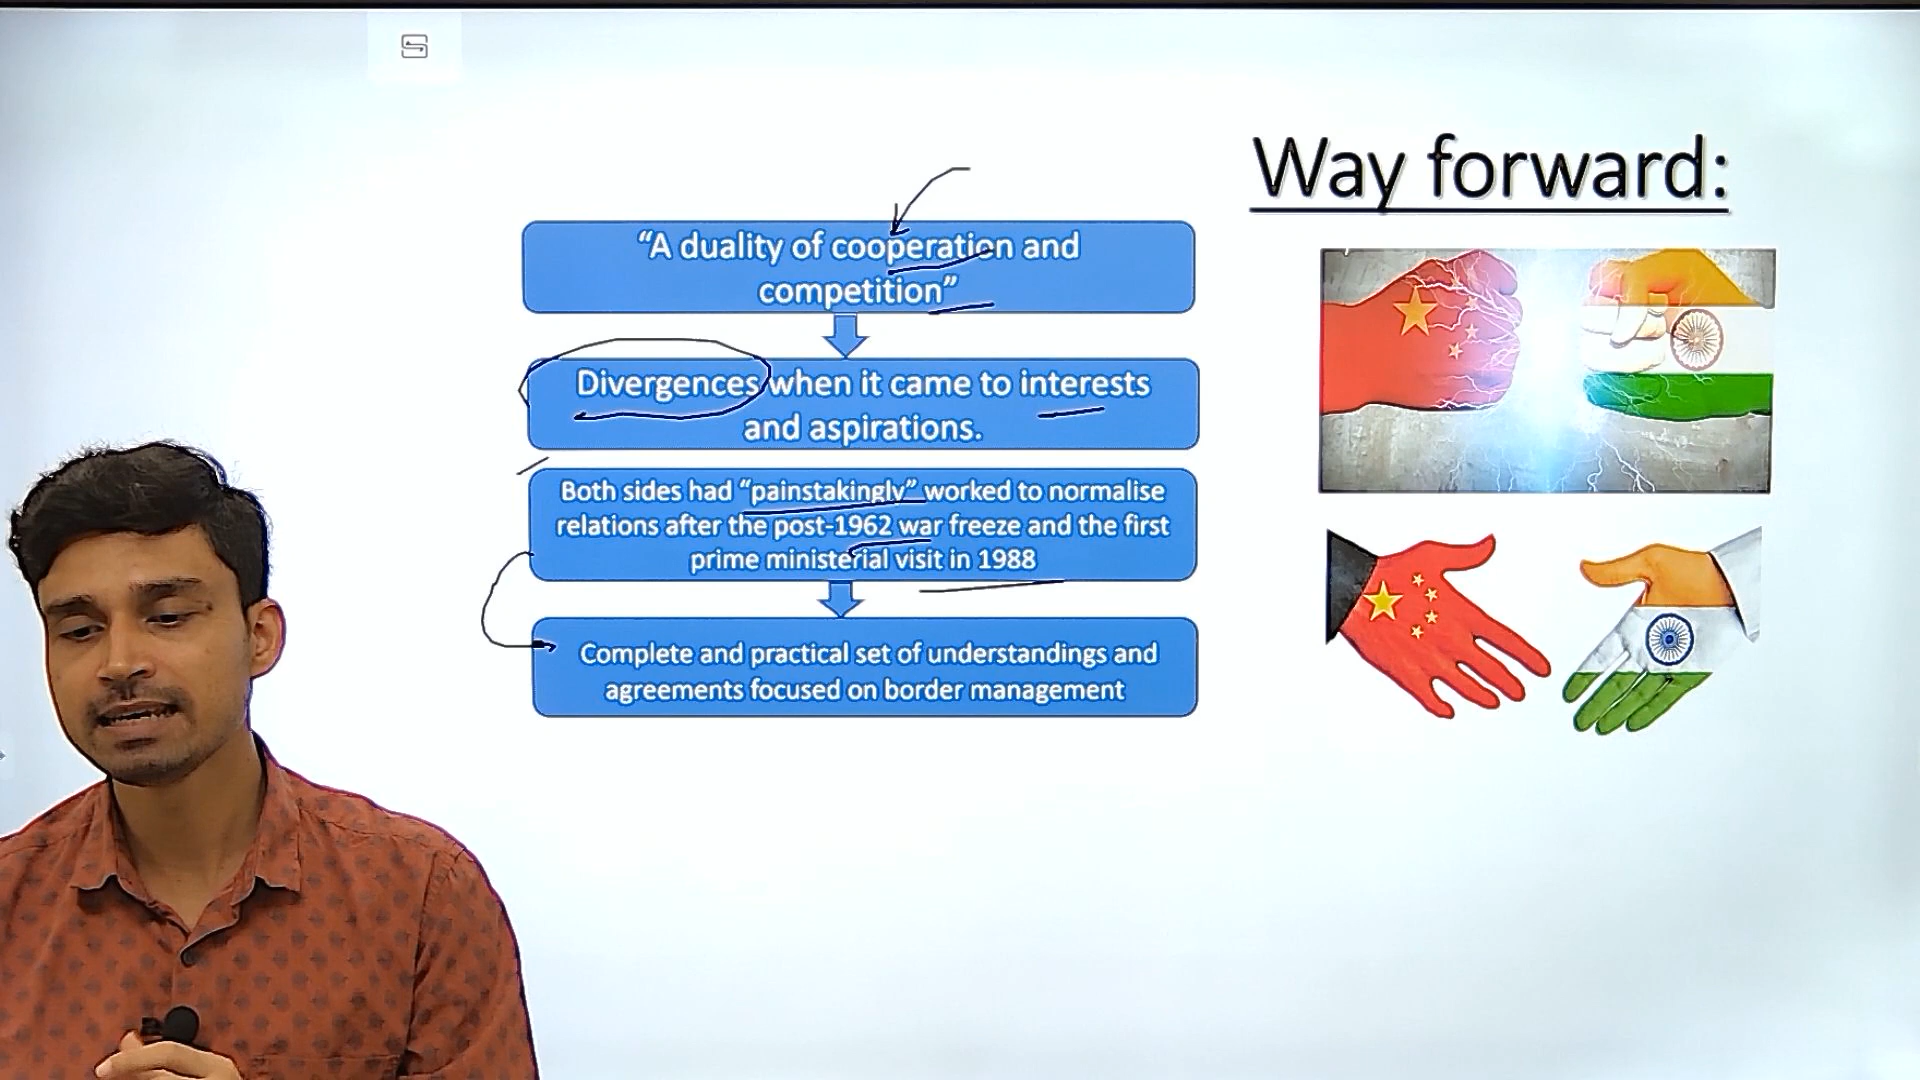 Way forward:
“A duality of cooperation and
competition”
Divergences when it came to interests
and aspirations.
Both sides had “painstakingly” worked to normalise
relations after the post-1962 war freeze and the first
prime ministerial visit in 1988
Complete and practical set of understandings and
agreements focused on border management